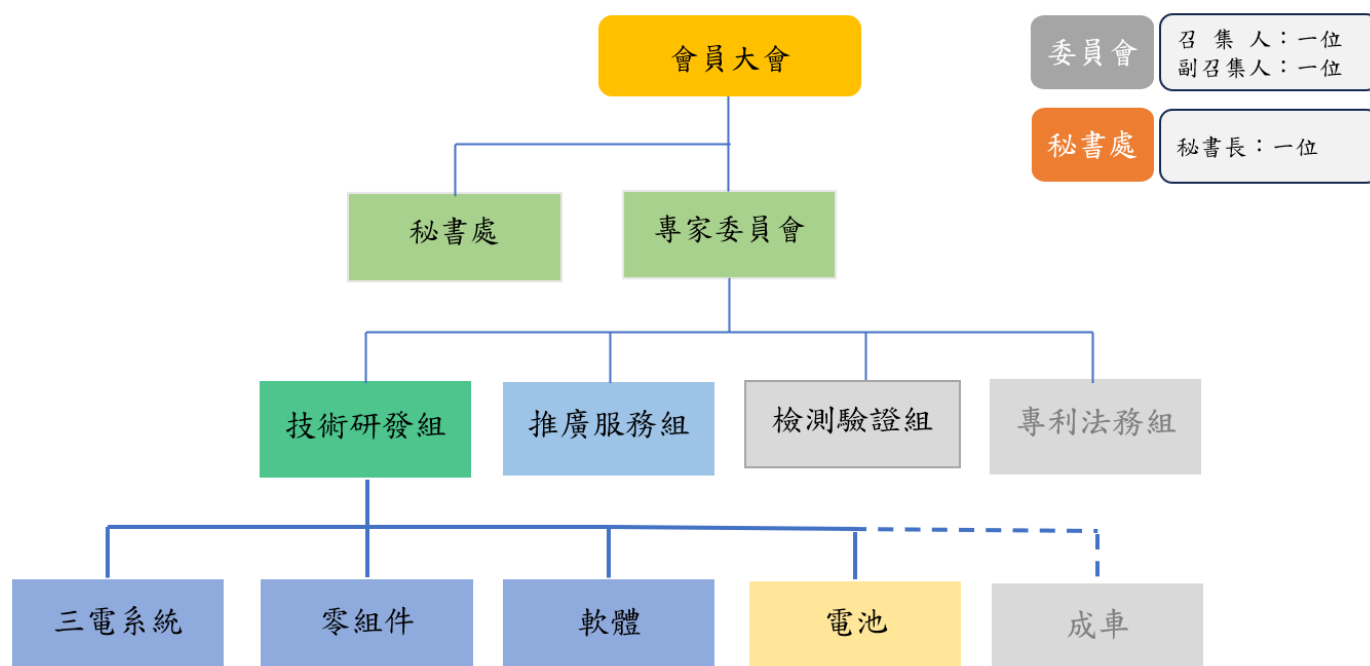 會員大會
委員會
召 集 人：一位
副召集人：一位
秘書處
秘書長：一位
秘書處
專家委員會
技術研發組
推廣服務組
檢測驗證組
專利法務組
三電系統
零組件
軟體
電池
成車